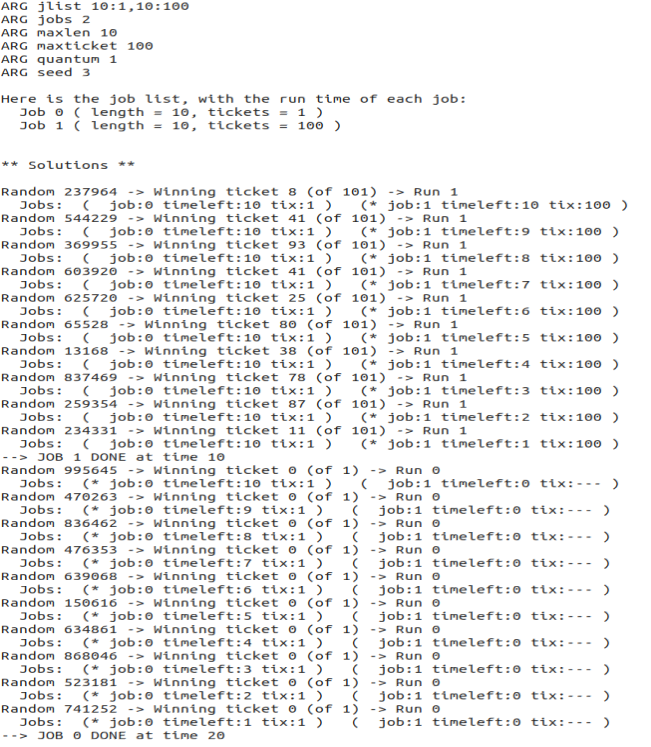 ARG jlist 10:1,10:100
ARG jobs 2
ARG maxlen 10
ARG maxticket 100
ARG quantum 1
ARG seed 3
Here is the job list, with the run time of each job:
Job 0 ( length = 10, tickets = 1 )
Job 1 ( length = 10, tickets = 100 )
** Solutions **
Random 237964 -> Winning ticket 8 (of 101) -> Run 1
Jobs: ( job:0 timeleft:10 tix:1 ) (* job:1 timeleft:10 tix:100 )
Random 544229 -> Winning ticket 41 (of 101) -> Run 1
Jobs: ( job:0 timeleft:10 tix:1 ) (* job:1 timeleft:9 tix:100 )
Random 369955 -> Winning ticket 93 (of 101) -> Run 1
Jobs: ( job:0 timeleft:10 tix:1 ) (* job:1 timeleft:8 tix:100 )
Random 603920 -> Winning ticket 41 (of 101) -> Run 1
Jobs: ( job:0 timeleft:10 tix:1 ) (* job:1 timeleft:7 tix:100 )
Random 625720 -> Winning ticket 25 (of 101) -> Run 1
Jobs: ( job:0 timeleft:10 tix:1 ) (* job:1 timeleft:6 tix:100 )
Random 65528 -> Winning ticket 80 (of 101) -> Run 1
Jobs: ( job:0 timeleft:10 tix:1 ) (* job:1 timeleft:5 tix:100 )
Random 13168 -> Winning ticket 38 (of 101) -> Run 1
Jobs: ( job:0 timeleft:10 tix:1 ) (* job:1 timeleft:4 tix:100 )
Random 837469 -> Winning ticket 78 (of 101) -> Run 1
Jobs: ( job:0 timeleft:10 tix:1 ) (* job:1 timeleft:3 tix:100 )
Random 259354 -> Winning ticket 87 (of 101) -> Run 1
Jobs: ( job:0 timeleft:10 tix:1 ) (* job:1 timeleft:2 tix:100 )
Random 234331 -> Winning ticket 11 (of 101) -> Run 1
Jobs: ( job:0 timeleft:10 tix:1 ) (* job:1 timeleft:1 tix:100 )
--> JOB 1 DONE at time 10
Random 995645 -> Winning ticket 0 (of 1) -> Run 0
Jobs: (* job:0 timeleft:10 tix:1 ) ( job:1 timeleft:0 tix:--- )
Random 470263 -> Winning ticket 0 (of 1) -> Run 0
Jobs: (* job:0 timeleft:9 tix:1 ) ( job:1 timeleft:0 tix:--- )
Random 836462 -> Winning ticket 0 (of 1) -> Run 0
Jobs: (* job:0 timeleft:8 tix:1 ) ( job:1 timeleft:0 tix:--- )
Random 476353 -> Winning ticket 0 (of 1) -> Run 0
Jobs: (* job:0 timeleft:7 tix:1 ) ( job:1 timeleft:0 tix:--- )
Random 639068 -> Winning ticket 0 (of 1) -> Run 0
Jobs: (* job:0 timeleft:6 tix:1 ) ( job:1 timeleft:0 tix:--- )
Random 150616 -> Winning ticket 0 (of 1) -> Run 0
Jobs: (* job:0 timeleft:5 tix:1 ) ( job:1 timeleft:0 tix:--- )
Random 634861 -> Winning ticket 0 (of 1) -> Run 0
Jobs: (* job:0 timeleft:4 tix:1 ) ( job:1 timeleft:0 tix:--- )
Random 868046 -> Winning ticket 0 (of 1) -> Run 0
Jobs: (* job:0 timeleft:3 tix:1 ) ( job:1 timeleft:0 tix:--- )
Random 523181 -> Winning ticket 0 (of 1) -> Run 0
Jobs: (* job:0 timeleft:2 tix:1 ) ( job:1 timeleft:0 tix:--- )
Random 741252 -> Winning ticket 0 (of 1) -> Run 0
Jobs: (* job:0 timeleft:1 tix:1 ) ( job:1 timeleft:0 tix:--- )
--> JOB 0 DONE at time 20